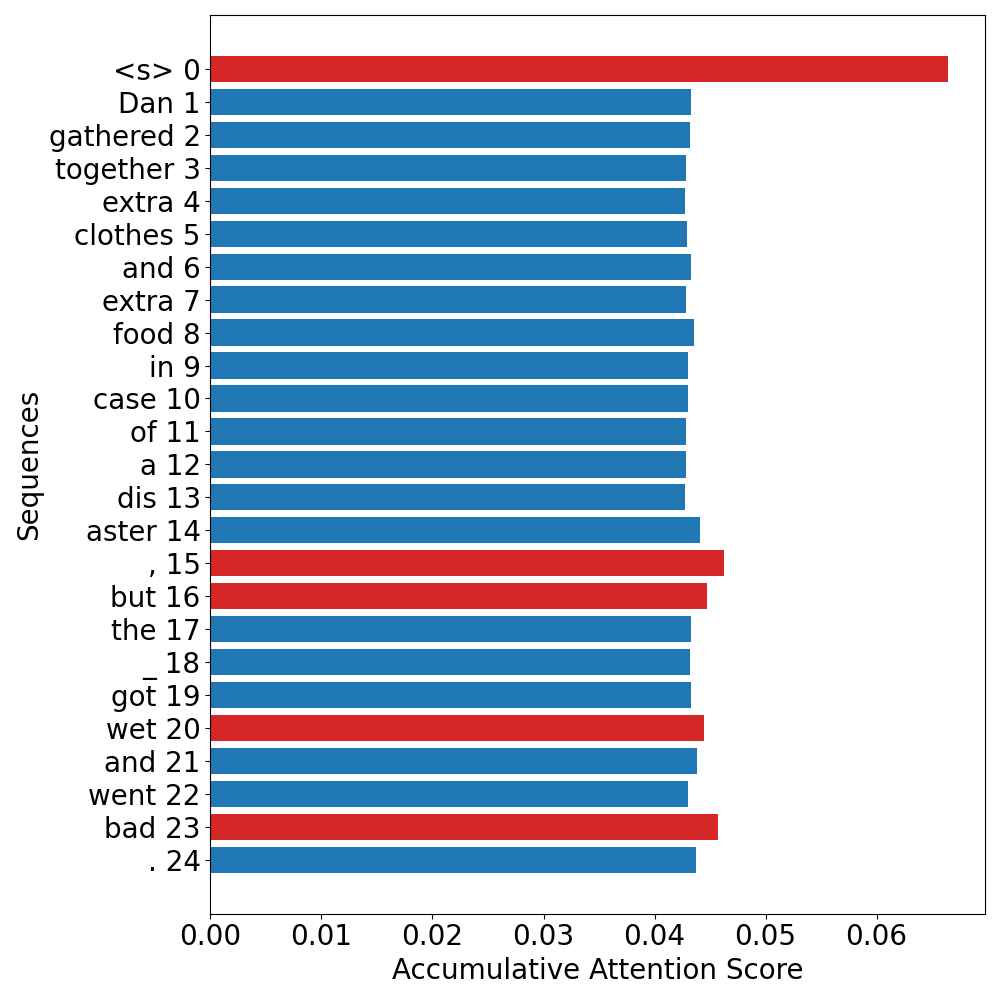 <s> 0
Dan 1
gathered 2
together 3
extra 4
clothes 5
and 6
extra 7
food 8
in 9
case 10
of 11
a 12
dis 13
aster 14
, 15
but 16
the 17
_ 18
got 19
wet 20
and 21
went 22
bad 23
. 24
Sequences
0.00 0.01 0.02 0.03 0.04 0.05 0.06
Accumulative Attention Score